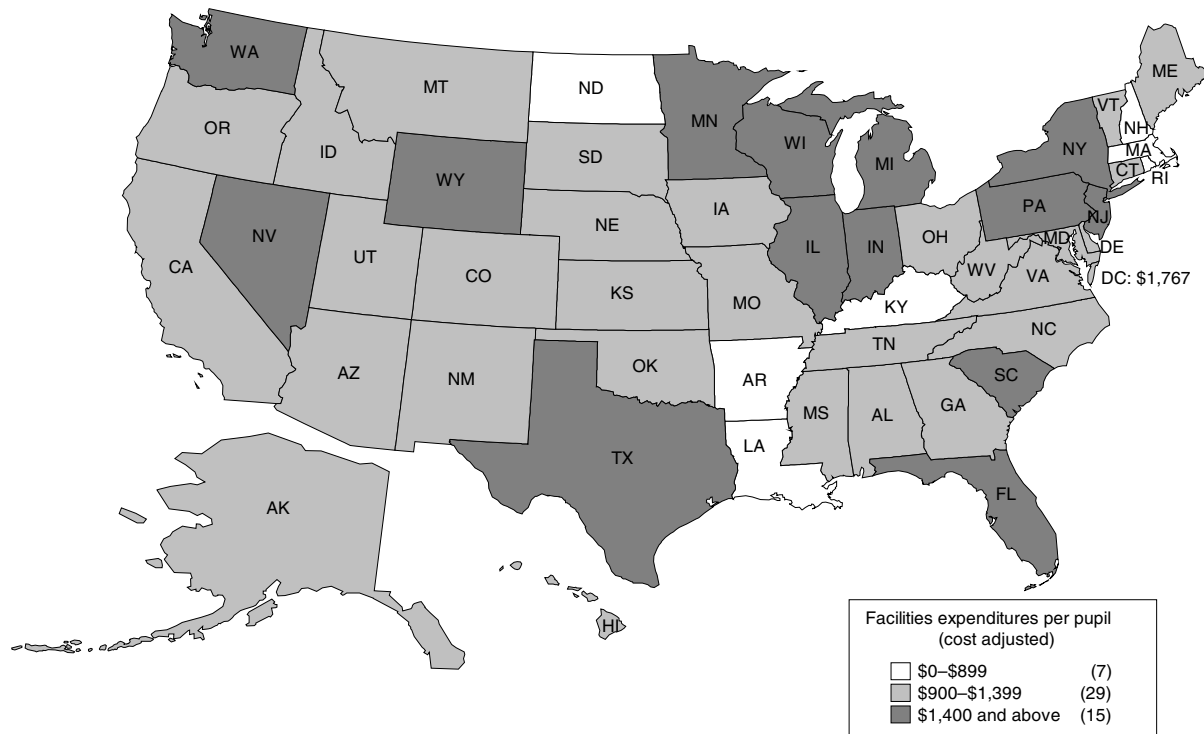 WA
MT
ND
MN
ME
VT
NH
OR
ID
SD
WI
MI
NY
MA
CT
RI
WY
IA
PA
NJ
NV
NE
OH
MD
DE
CA
UT
CO
IL
IN
WV
VA
DC: $1,767
KS
MO
KY
NC
AZ
NM
OK
TN
AR
SC
MS
AL
GA
LA
TX
FL
AK
HI
Facilities expenditures per pupil
(cost adjusted)
$0–$899 (7)
$900–$1,399 (29)
$1,400 and above (15)